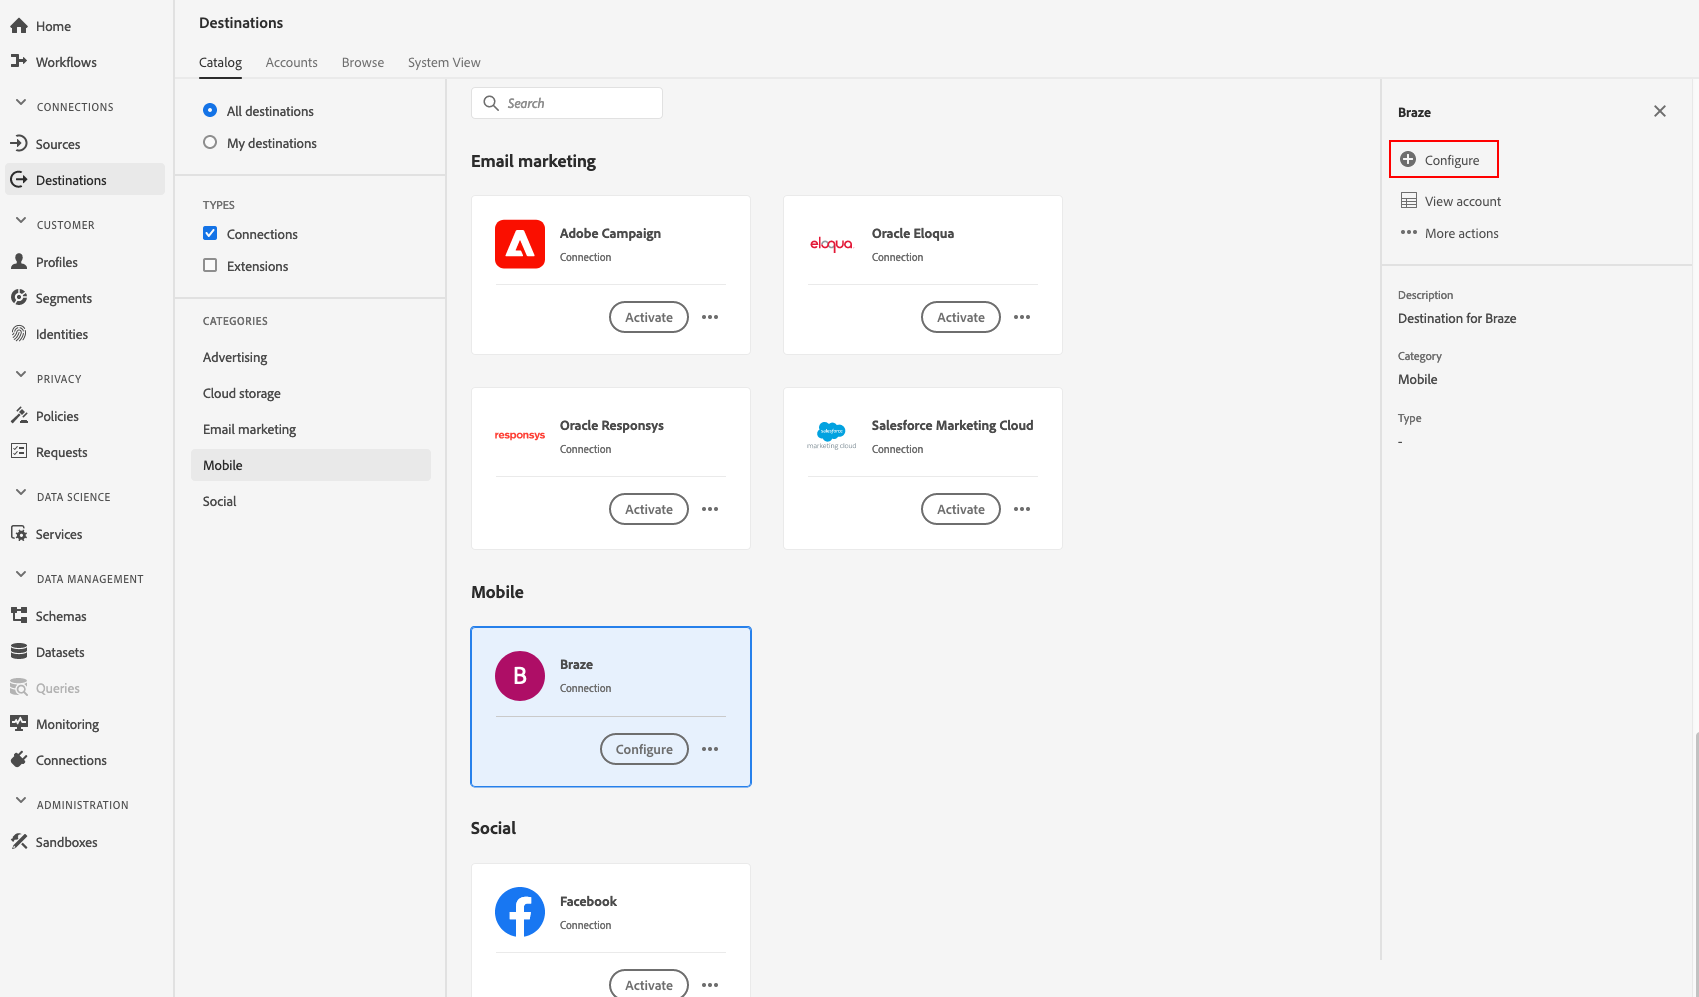 Home
Workflows
CONNECTIONS
Sources
Destinations
CUSTOMER
Profiles
Segments
Identities
PRIVACY
Policies
Requests
DATA SCIENCE
Services
DATA MANAGEMENT
Schemas
Datasets
Queries
Monitoring
Connections
ADMINISTRATION
Sandboxes
Destinations
Catalog Accounts Browse System View
All destinations
My destinations
TYPES
Connections
Extensions
CATEGORIES
Advertising
Cloud storage
Email marketing
Mobile
Social
Search
Email marketing
Adobe Campaign
Connection
Activate
eloqua
Oracle Eloqua
Connection
Activate
responsys
Oracle Responsys
Connection
Activate
salesforce
marketing cloud
Salesforce Marketing Cloud
Connection
Activate
Mobile
B
Braze
Connection
Configure
Social
Facebook
Connection
Activate
Braze
Configure
View account
More actions
Description
Destination for Braze
Category
Mobile
Type
-